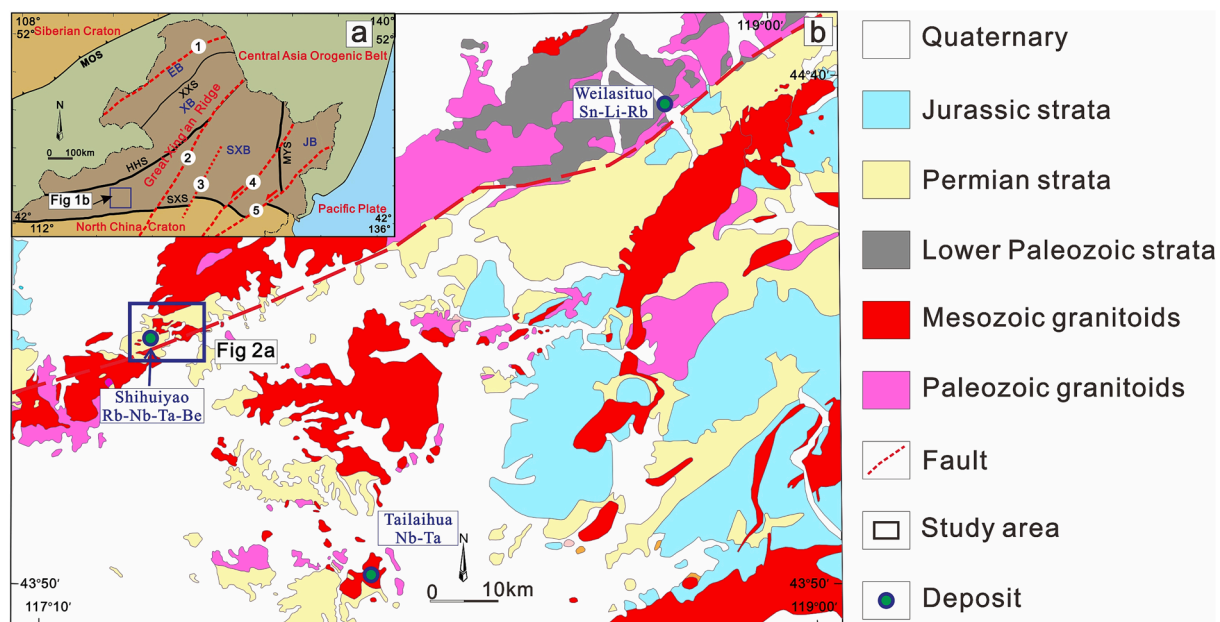 108°
52°
Siberian Craton
MOS
a
140°
52°
Central Asia Orogenic Belt
1
EB
XXS
XB
Great Xing'an Ridge
N
0 100km
HHS
2
SXB
MYS
JB
3
4
5
Fig 1b
SXS
42°
112°
North China Craton
Pacific Plate
42°
136°
119°00′
b
44°40′
Weilasituo
Sn-Li-Rb
Fig 2a
Shihuiyao
Rb-Nb-Ta-Be
Tailaihua
Nb-Ta
N
0 10km
43°50′
117°10′
43°50′
119°00′
Quaternary
Jurassic strata
Permian strata
Lower Paleozoic strata
Mesozoic granitoids
Paleozoic granitoids
Fault
Study area
Deposit